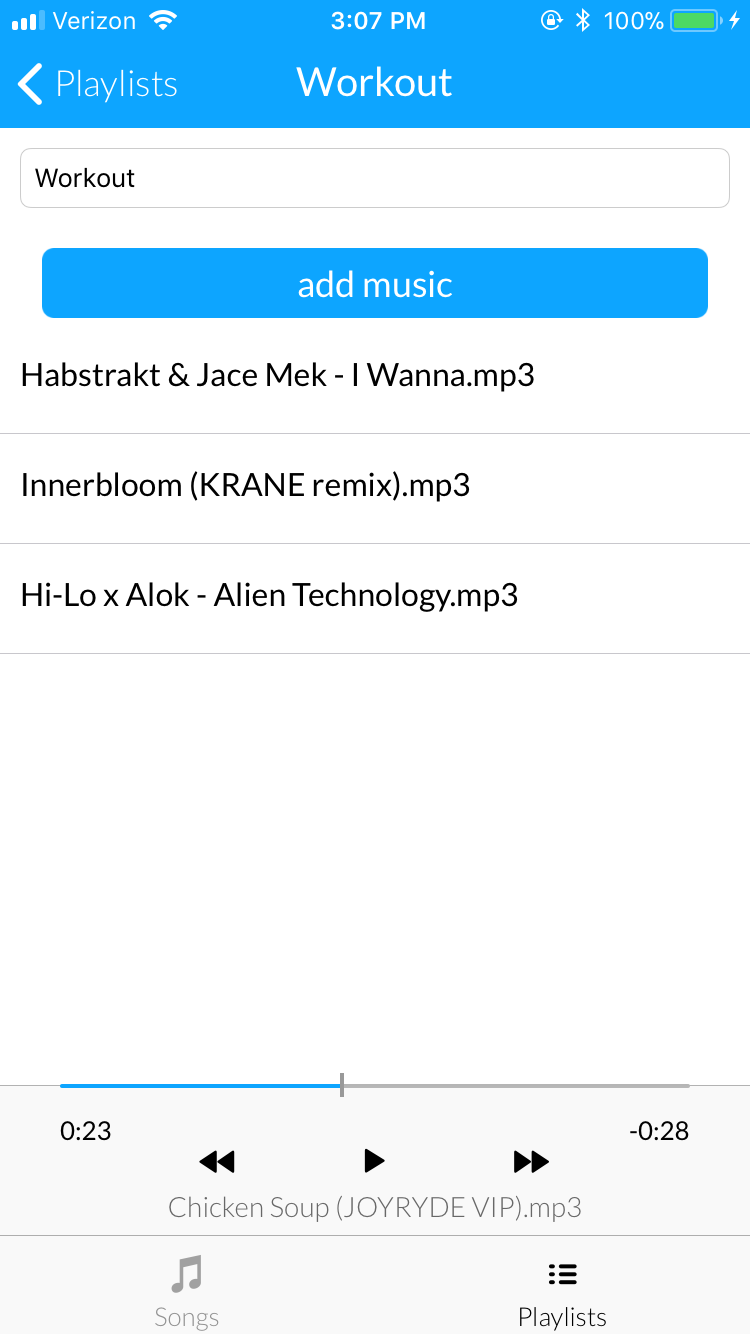 Verizon 3:07 PM 100%
Playlists Workout
Workout
add music
Habstrakt & Jace Mek - I Wanna.mp3
Innerbloom (KRANE remix).mp3
Hi-Lo x Alok - Alien Technology.mp3
0:23 -0:28
Chicken Soup (JOYRYDE VIP).mp3
Songs Playlists